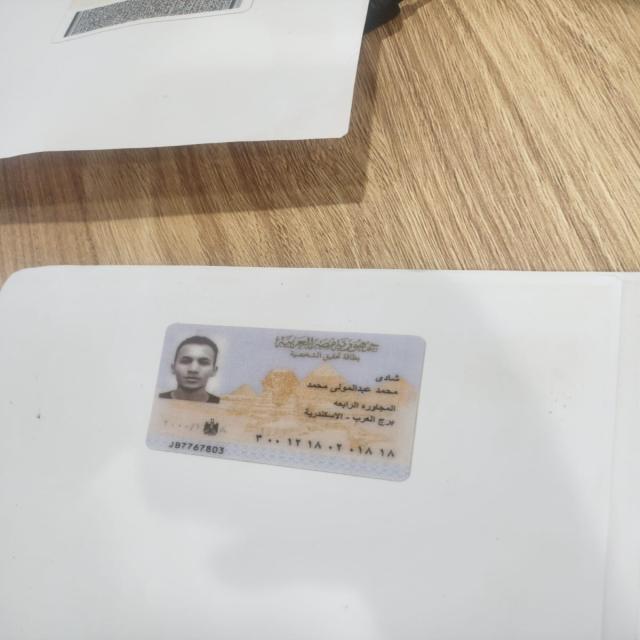 جمهورية مصر العربية
بطاقة تحقيق الشخصية
شادى
محمد عبدالمولى محمد
المجاوره الرابعه
برج العرب - الاسكندرية
٣٠٠١٢١٨٠٢٠١٨١٨
JB7767803